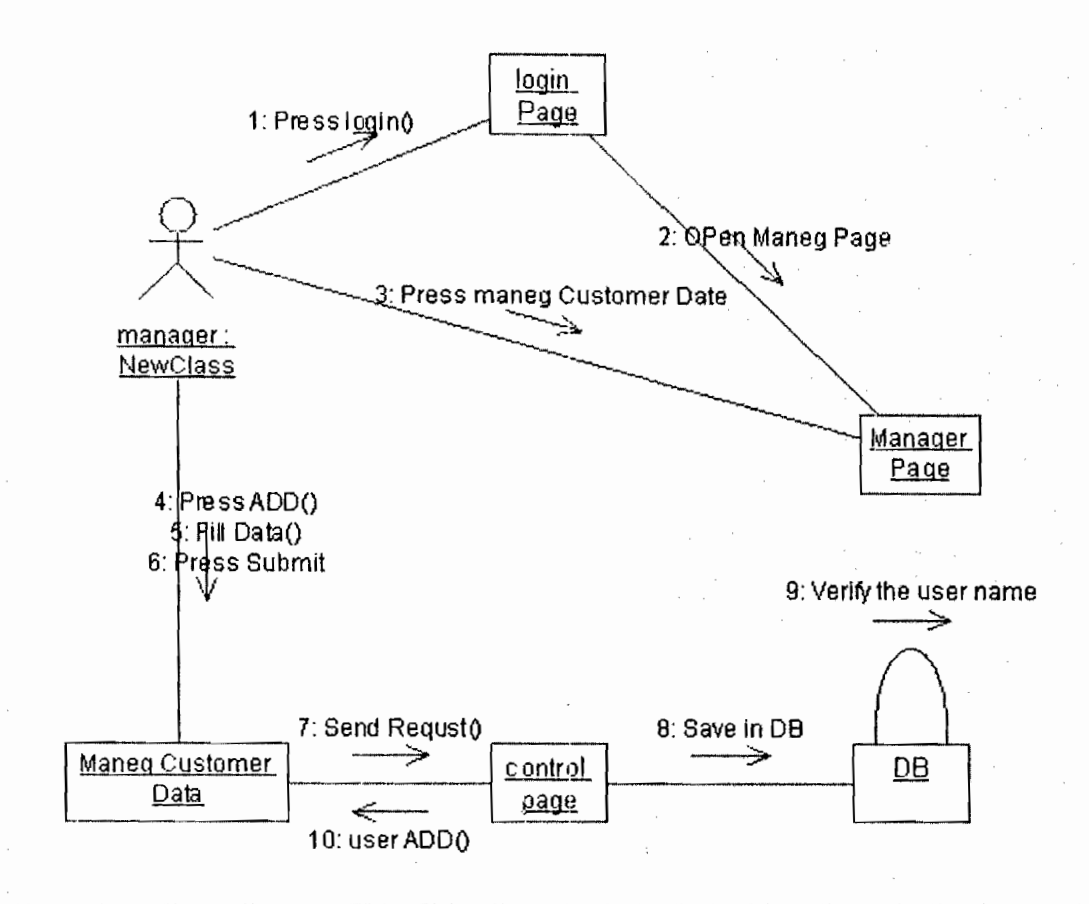 login
Page
1: Press login()
2: OPen Maneg Page
3: Press maneg Customer Date
manager :
NewClass
Manager
Page
4: Press ADD()
5: Fill Data()
6: Press Submit
9: Verify the user name
7: Send Requst()
8: Save in DB
Maneg Customer
Data
control
page
DB
10: user ADD()